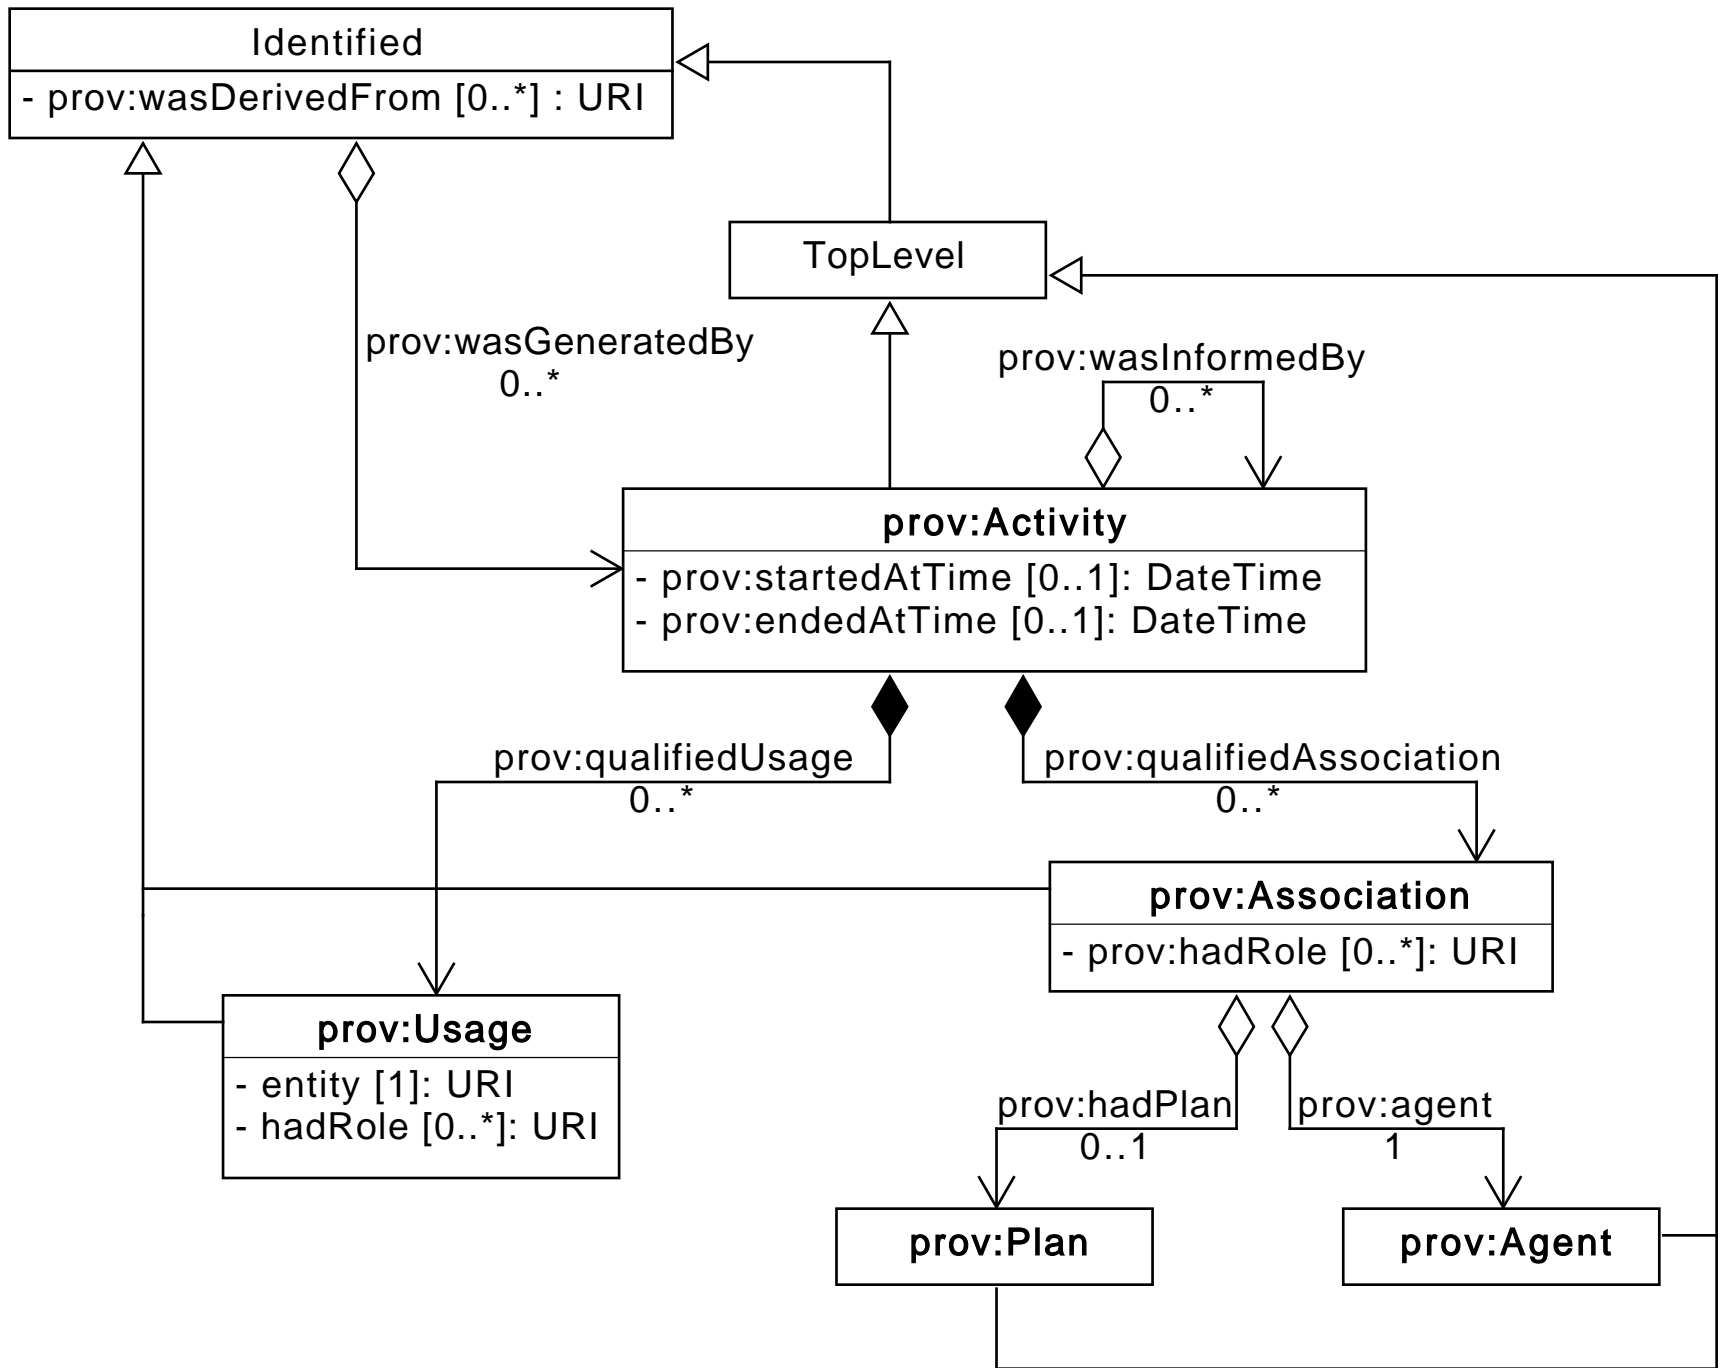 Identified
- prov:wasDerivedFrom [0..*] : URI
TopLevel
prov:wasGeneratedBy
0..*
prov:wasInformedBy
0..*
prov:Activity
- prov:startedAtTime [0..1]: DateTime
- prov:endedAtTime [0..1]: DateTime
prov:qualifiedUsage
0..*
prov:qualifiedAssociation
0..*
prov:Association
- prov:hadRole [0..*]: URI
prov:Usage
- entity [1]: URI
- hadRole [0..*]: URI
prov:hadPlan
0..1
prov:agent
1
prov:Plan
prov:Agent